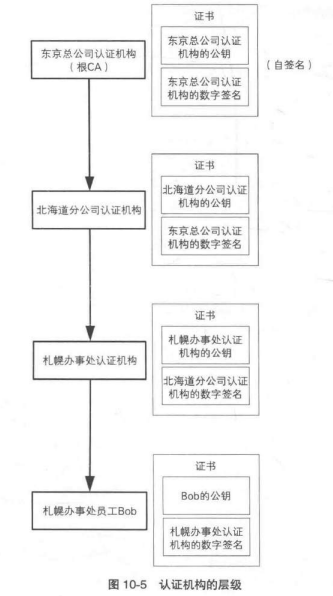 证书
东京总公司认证
机构的公钥
东京总公司认证
机构的数字签名
东京总公司认证机构
（根CA）
（自签名）
证书
北海道分公司认证
机构的公钥
东京总公司认证
机构的数字签名
北海道分公司认证机构
证书
札幌办事处认证
机构的公钥
北海道分公司认证
机构的数字签名
札幌办事处认证机构
证书
Bob的公钥
札幌办事处认证
机构的数字签名
札幌办事处员工Bob
图 10-5 认证机构的层级